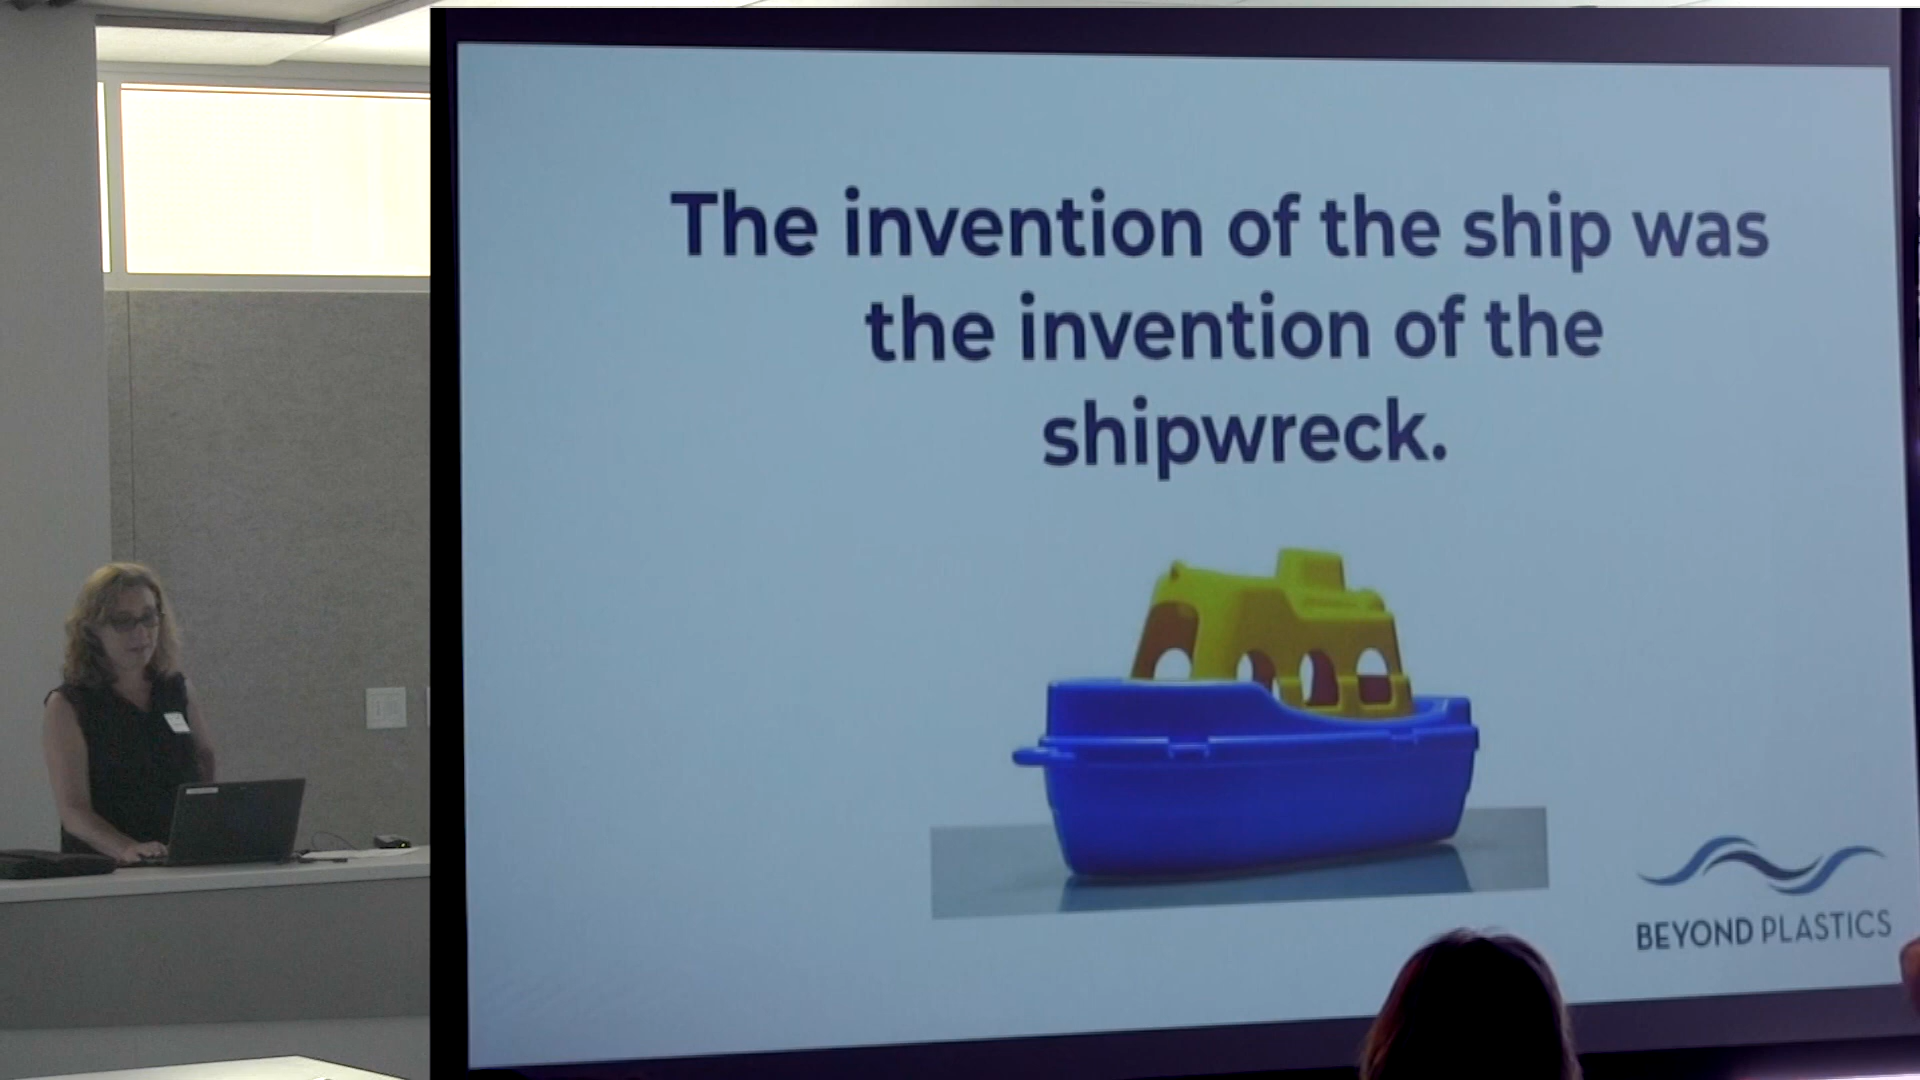 The invention of the ship was
the invention of the
shipwreck.
BEYOND PLASTICS